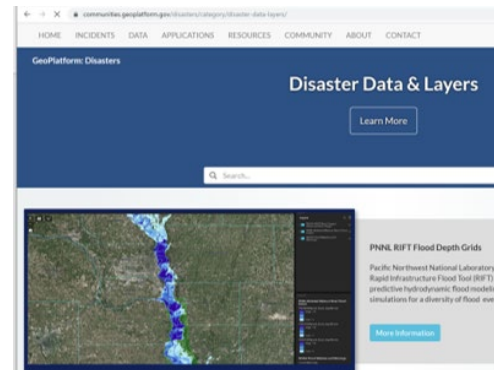 communities.geoplatform.gov/disasters/category/disaster-data-layers/
HOME INCIDENTS DATA APPLICATIONS RESOURCES COMMUNITY ABOUT CONTACT
GeoPlatform: Disasters
Disaster Data & Layers
Learn More
Search...
PNNL RIFT Flood Depth Grids
Pacific Northwest National Laboratory
Rapid Infrastructure Flood Tool (RIFT)
predictive hydrodynamic flood modeli
simulations for a diversity of flood eve
More Information